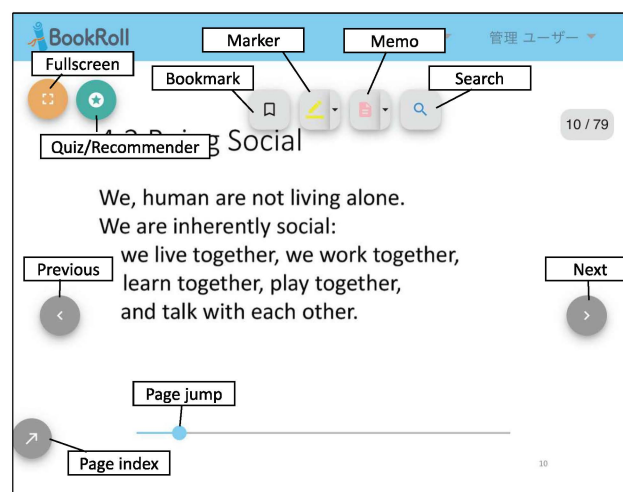 BookRoll
管理 ユーザー
Marker
Memo
Fullscreen
Bookmark
Search
10 / 79
Quiz/Recommender
Social
We, human are not living alone.
We are inherently social:
we live together, we work together,
learn together, play together,
and talk with each other.
Previous
Next
Page jump
Page index
10